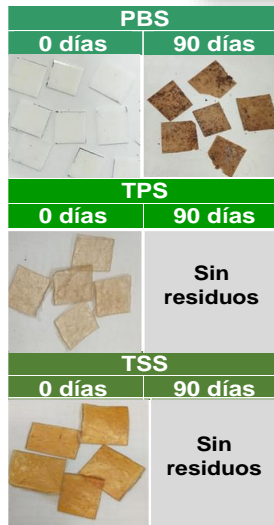 PBS
0 días 90 días
TPS
0 días 90 días
Sin
residuos
TSS
0 días 90 días
Sin
residuos